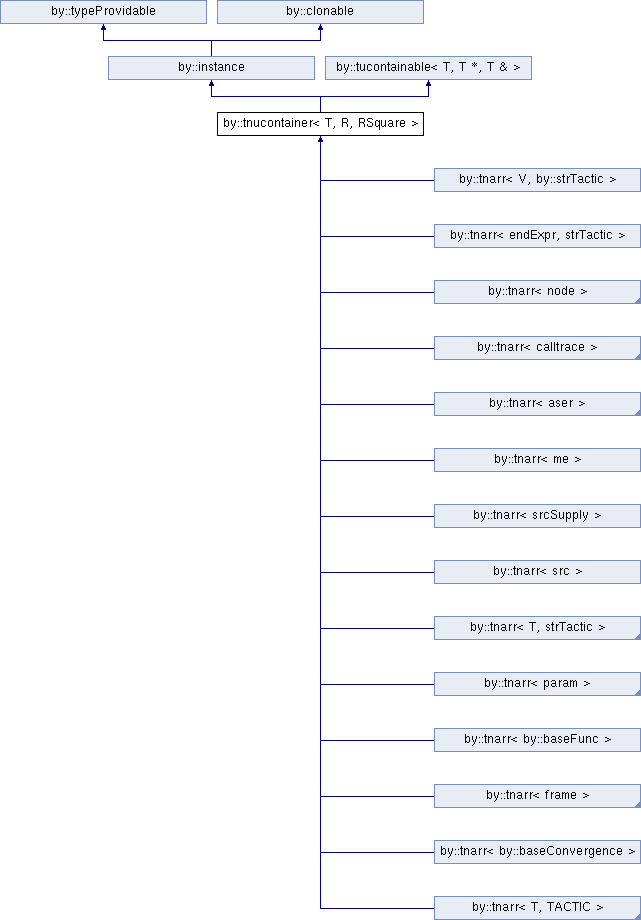 by::typeProvidable
by::clonable
by::instance
by::tucontainable< T, T *, T & >
by::tnucontainer< T, R, RSquare >
by::tnarr< V, by::strTactic >
by::tnarr< endExpr, strTactic >
by::tnarr< node >
by::tnarr< calltrace >
by::tnarr< aser >
by::tnarr< me >
by::tnarr< srcSupply >
by::tnarr< src >
by::tnarr< T, strTactic >
by::tnarr< param >
by::tnarr< by::baseFunc >
by::tnarr< frame >
by::tnarr< by::baseConvergence >
by::tnarr< T, TACTIC >